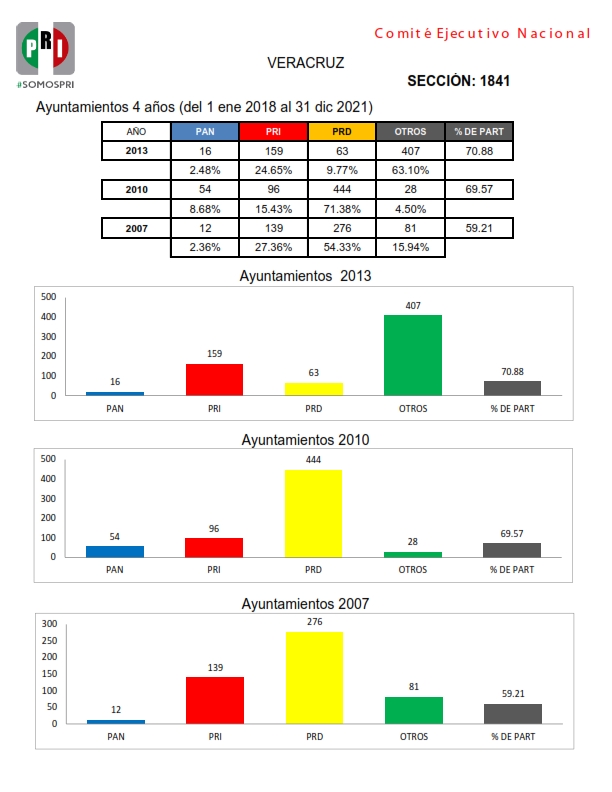 Comité Ejecutivo Nacional
PRI
#SOMOSPRI
VERACRUZ
SECCIÓN: 1841
Ayuntamientos 4 años (del 1 ene 2018 al 31 dic 2021)
AÑO PAN PRI PRD OTROS % DE PART
2013 16 159 63 407 70.88
2.48% 24.65% 9.77% 63.10%
2010 54 96 444 28 69.57
8.68% 15.43% 71.38% 4.50%
2007 12 139 276 81 59.21
2.36% 27.36% 54.33% 15.94%
Ayuntamientos 2013
500
400
300
200
100
0
16 159 63 407 70.88
PAN PRI PRD OTROS % DE PART
Ayuntamientos 2010
500
400
300
200
100
0
54 96 444 28 69.57
PAN PRI PRD OTROS % DE PART
Ayuntamientos 2007
300
250
200
150
100
50
0
12 139 276 81 59.21
PAN PRI PRD OTROS % DE PART